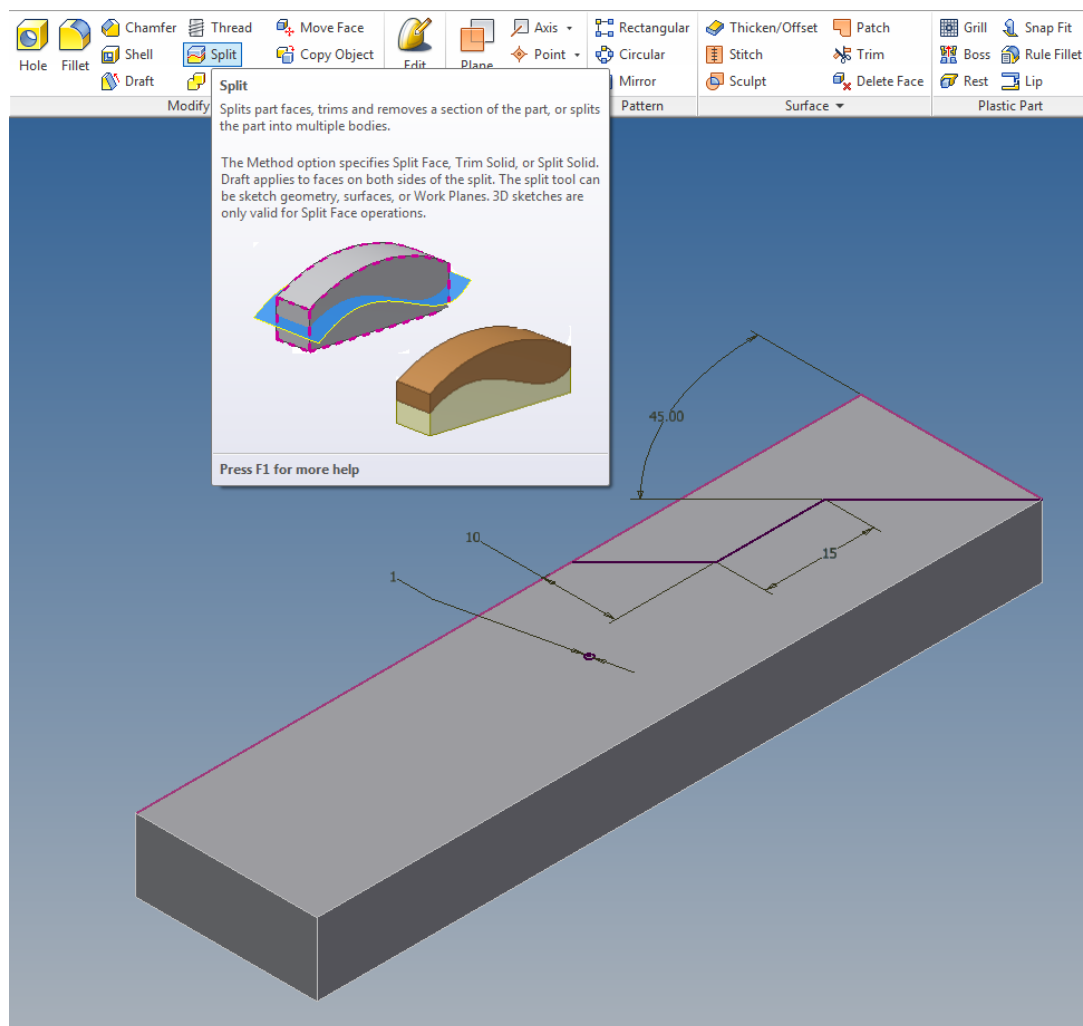 Chamfer Thread Move Face Axis Rectangular Thicken/Offset Patch Grill Snap Fit
Hole Fillet Shell Split Copy Object Edit Plane Point Circular Stitch Trim Boss Rule Fillet
Draft Mirror Sculpt Delete Face Rest Lip
Modify Pattern Surface Plastic Part
Split
Splits part faces, trims and removes a section of the part, or splits
the part into multiple bodies.
The Method option specifies Split Face, Trim Solid, or Split Solid.
Draft applies to faces on both sides of the split. The split tool can
be sketch geometry, surfaces, or Work Planes. 3D sketches are
only valid for Split Face operations.
Press F1 for more help
45.00
10
15
1